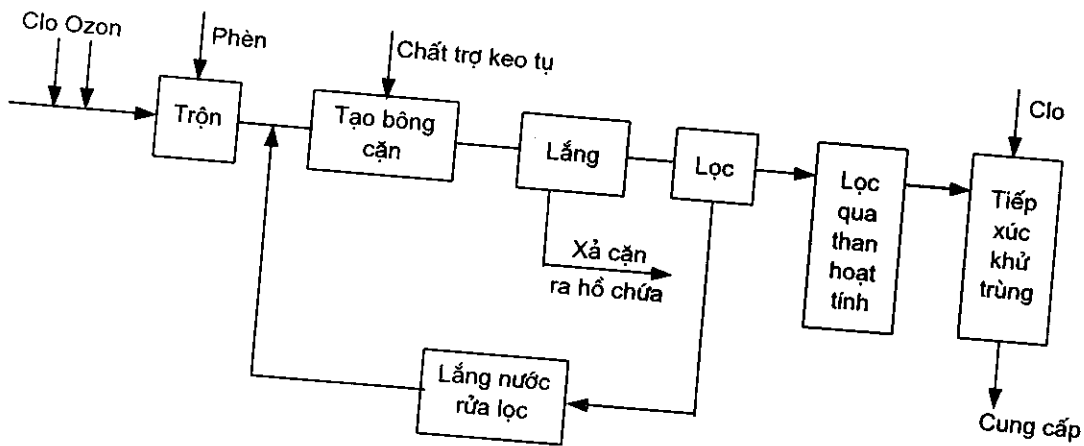 Clo Ozon
Phèn
Chất trợ keo tụ
Clo
Trộn
Tạo bông
cặn
Lắng
Lọc
Lọc
qua
than
hoạt
tính
Tiếp
xúc
khử
trùng
Xả cặn
ra hồ chứa
Lắng nước
rửa lọc
Cung cấp